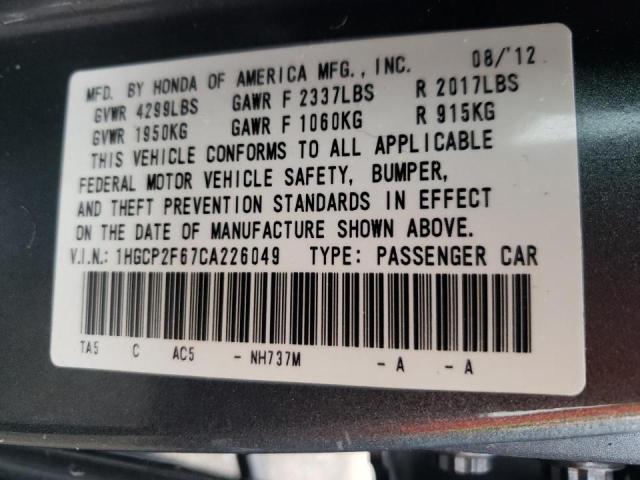 MFD. BY HONDA OF AMERICA MFG., INC. 08/'12
GVWR 4299LBS GAWR F 2337LBS R 2017LBS
GVWR 1950KG GAWR F 1060KG R 915KG
THIS VEHICLE CONFORMS TO ALL APPLICABLE
FEDERAL MOTOR VEHICLE SAFETY, BUMPER,
AND THEFT PREVENTION STANDARDS IN EFFECT
ON THE DATE OF MANUFACTURE SHOWN ABOVE.
V.I.N.: 1HGCP2F67CA226049 TYPE: PASSENGER CAR
TA5 C AC5 - NH737M - A - A